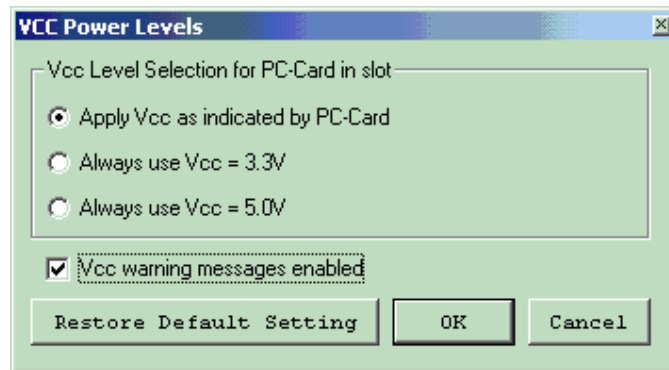 VCC Power Levels
Vcc Level Selection for PC-Card in slot
Apply Vcc as indicated by PC-Card
Always use Vcc = 3.3V
Always use Vcc = 5.0V
Vcc warning messages enabled
Restore Default Setting OK Cancel